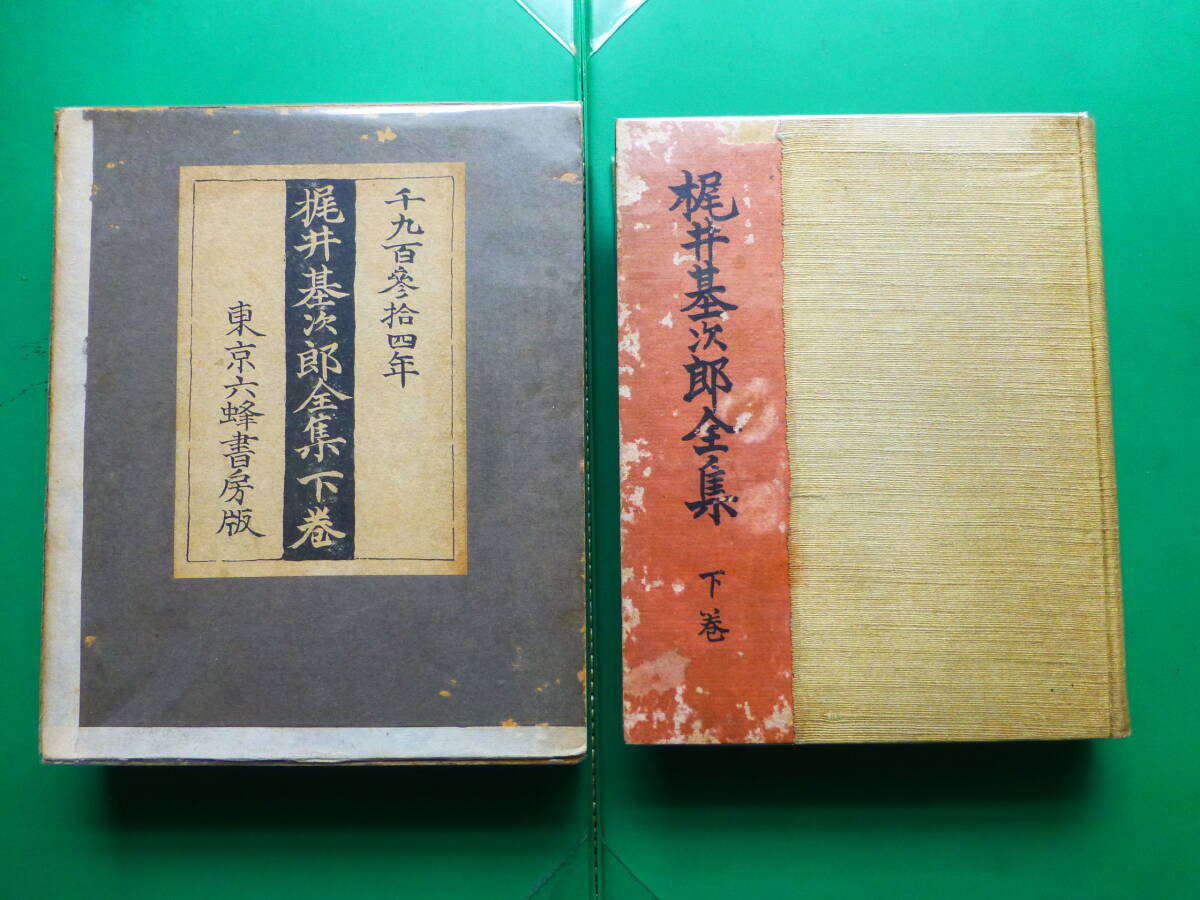 千九百參拾四年
梶井基次郎全集下巻
東京六蜂書房版
梶井基次郎全集
下巻